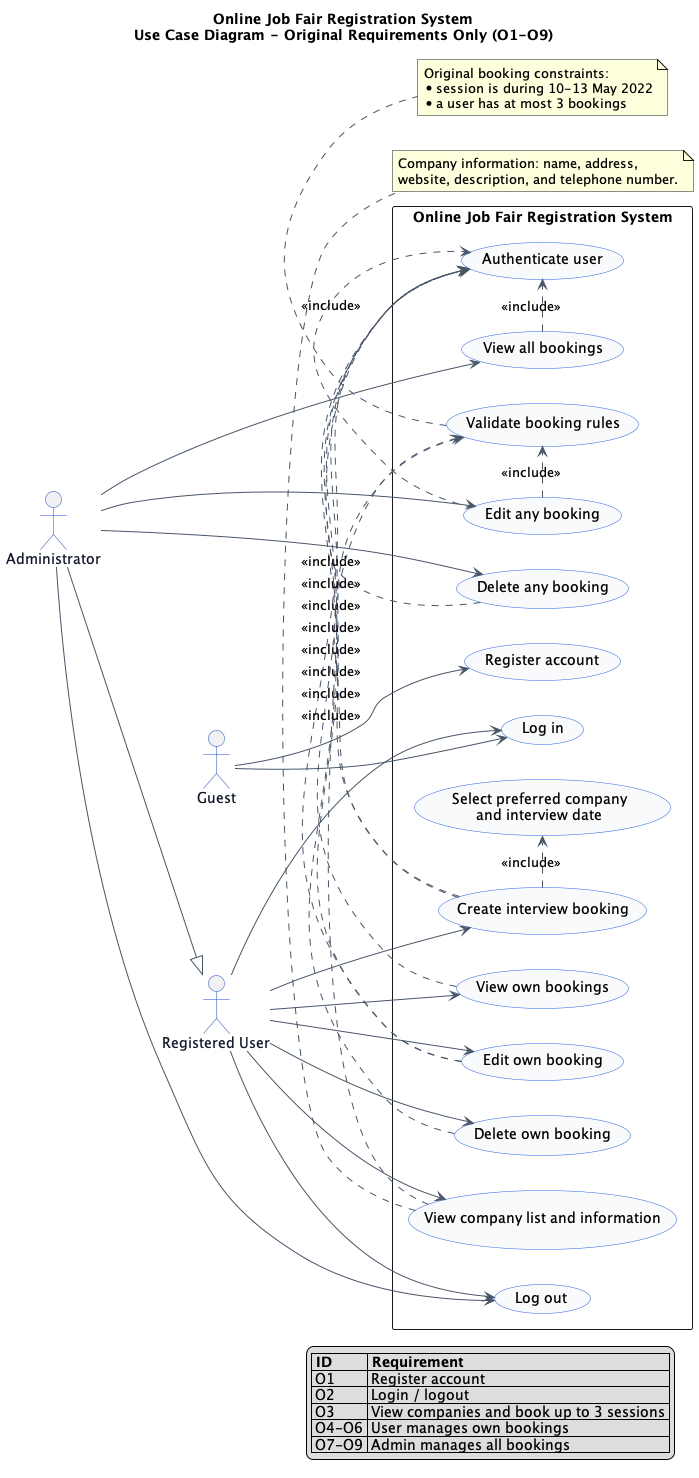 Online Job Fair Registration System
Use Case Diagram – Original Requirements Only (O1–O9)
Original booking constraints:
• session is during 10–13 May 2022
• a user has at most 3 bookings
Company information: name, address,
website, description, and telephone number.
Online Job Fair Registration System
Authenticate user
«include»
«include»
View all bookings
Validate booking rules
«include»
Edit any booking
Administrator
«include»
«include»
Delete any booking
«include»
«include»
«include»
Register account
«include»
«include»
«include»
Log in
Guest
Select preferred company
and interview date
«include»
Create interview booking
View own bookings
Registered User
Edit own booking
Delete own booking
View company list and information
Log out
ID Requirement
O1 Register account
O2 Login / logout
O3 View companies and book up to 3 sessions
O4–O6 User manages own bookings
O7–O9 Admin manages all bookings